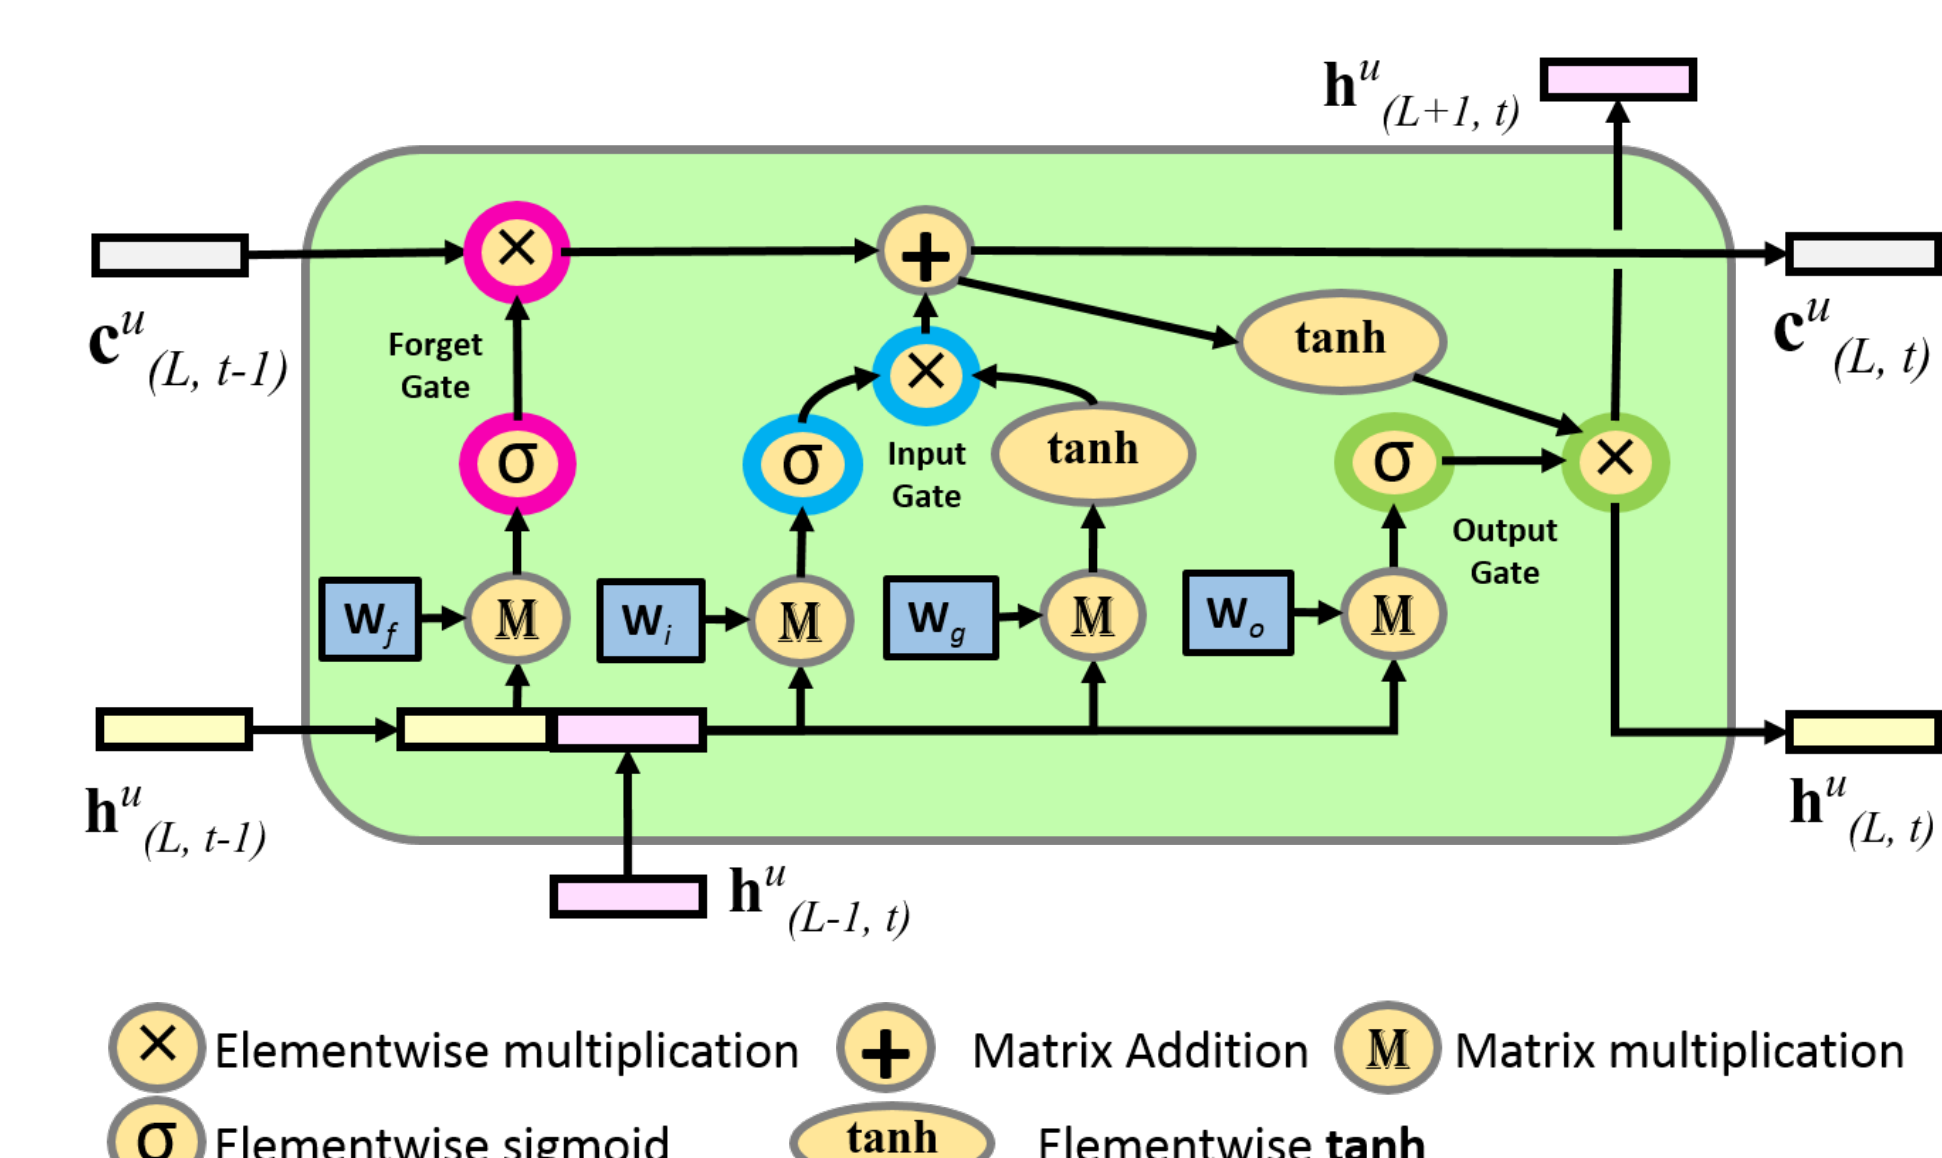 h^u (L+1, t)
× +
c^u (L, t-1)
Forget
Gate
tanh
c^u (L, t)
×
σ σ
Input
Gate
tanh σ ×
Output
Gate
W_f M W_i M W_g M W_o M
h^u (L, t-1)
h^u (L, t)
h^u (L-1, t)
× Elementwise multiplication + Matrix Addition M Matrix multiplication
σ Elementwise sigmoid tanh Elementwise tanh